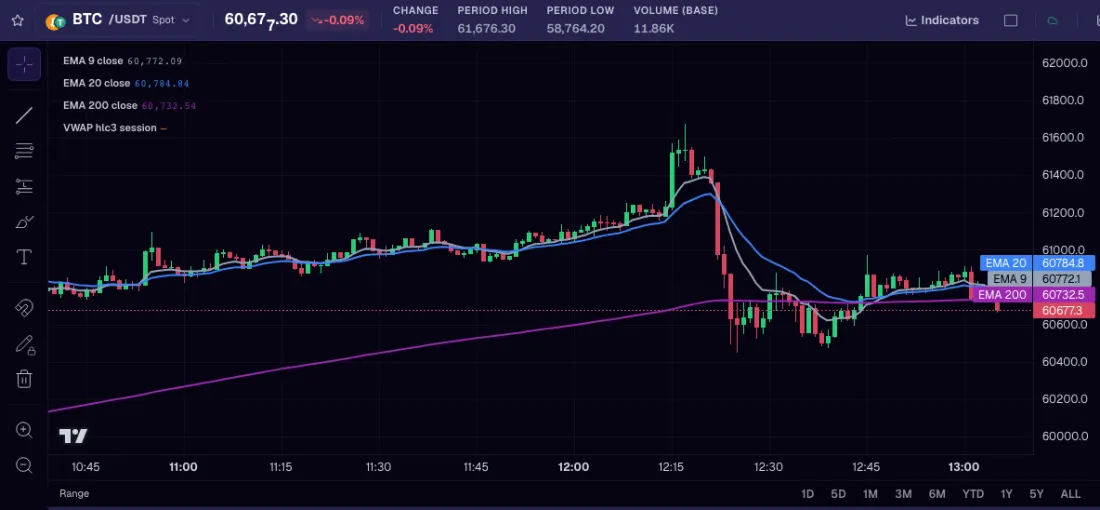 BTC /USDT Spot
60,677.30 -0.09%
CHANGE
-0.09%
PERIOD HIGH
61,676.30
PERIOD LOW
58,764.20
VOLUME (BASE)
11.86K
Indicators
EMA 9 close 60,772.09
EMA 20 close 60,784.84
EMA 200 close 60,732.54
VWAP hlc3 session –
T
62000.0
61800.0
61600.0
61400.0
61200.0
61000.0
EMA 20 60784.8
EMA 9 60772.1
EMA 200 60732.5
60677.3
60600.0
60400.0
60200.0
60000.0
10:45 11:00 11:15 11:30 11:45 12:00 12:15 12:30 12:45 13:00
Range 1D 5D 1M 3M 6M YTD 1Y 5Y ALL